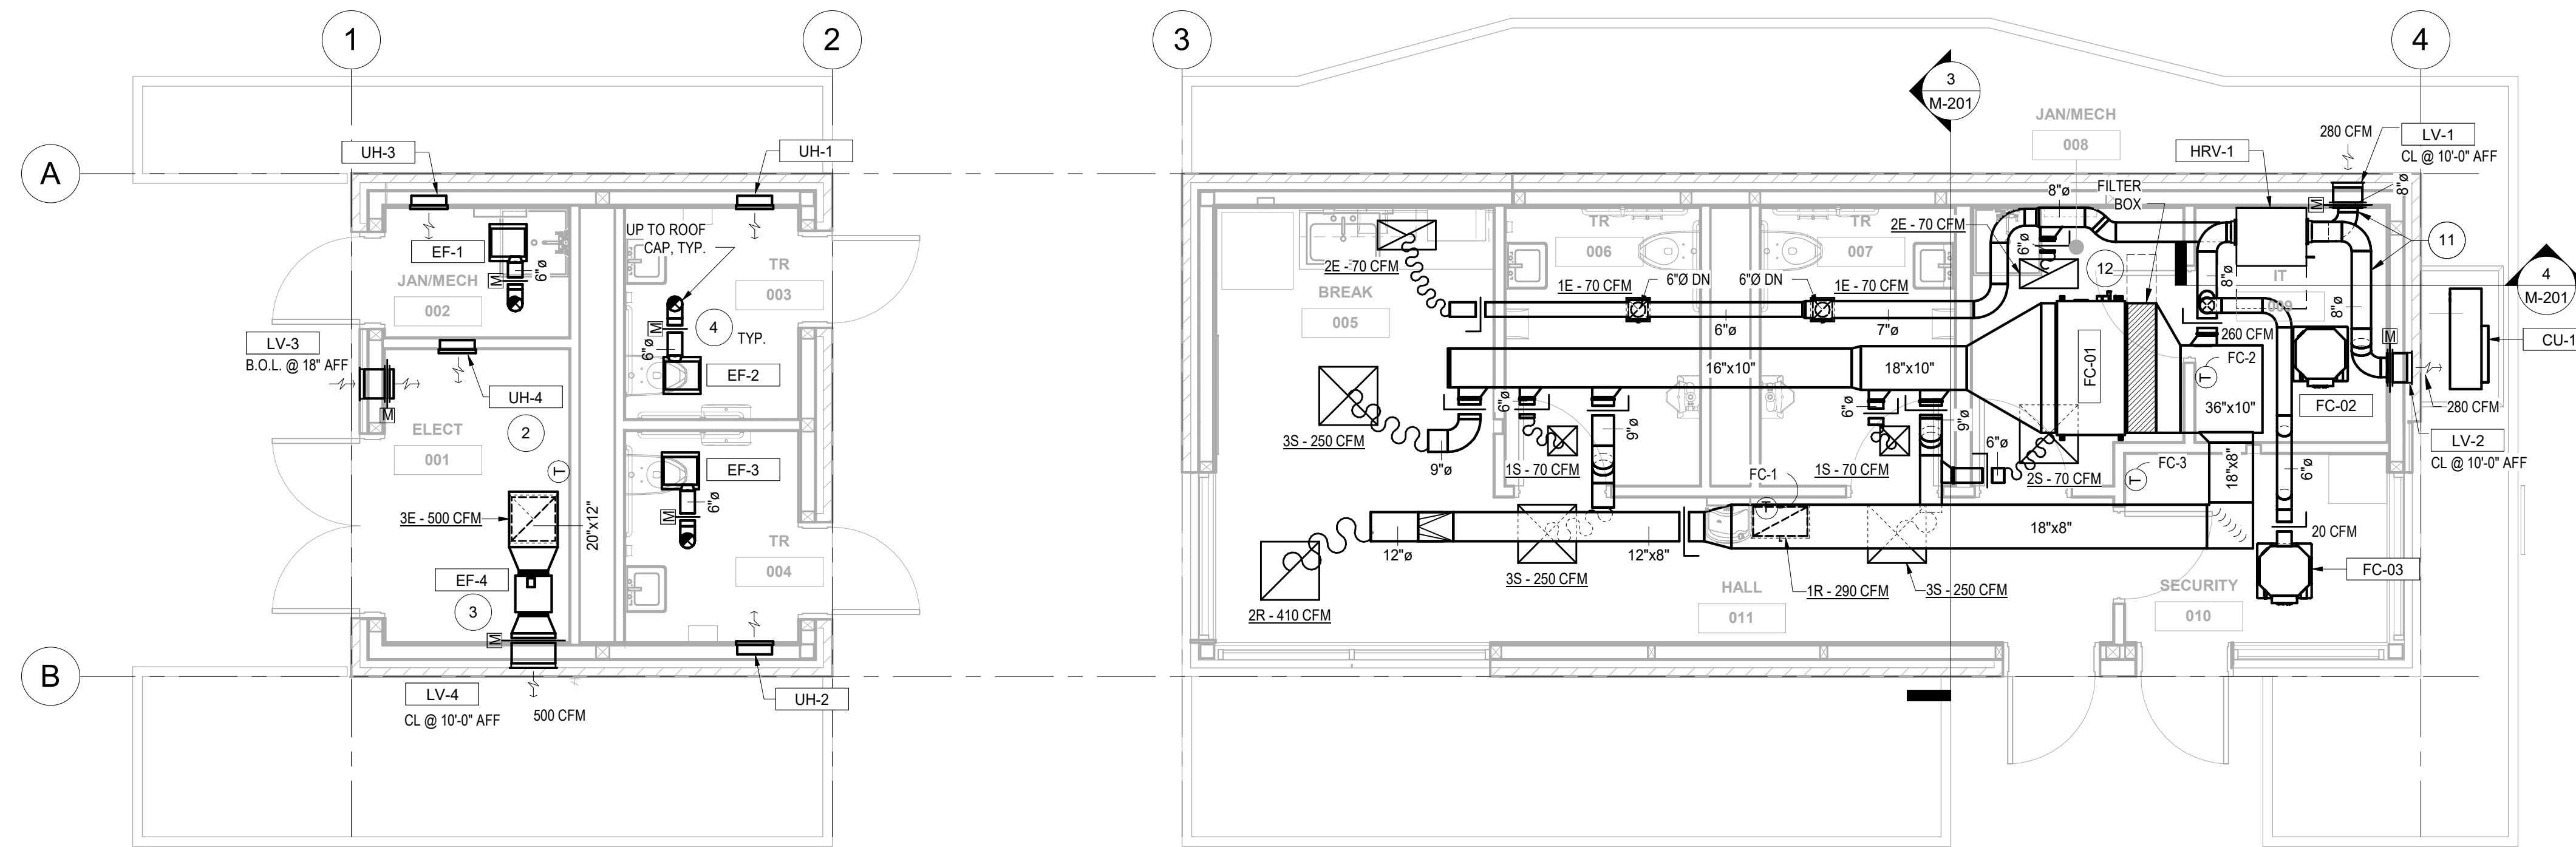 1
2
3
4
A
B
UH-3
UH-1
EF-1
6"ø
M
JAN/MECH
002
UP TO ROOF
CAP, TYP.
TR
003
M
4
TYP.
6"ø
EF-2
LV-3
B.O.L. @ 18" AFF
M
UH-4
ELECT
001
2
T
3E - 500 CFM
20"x12"
EF-3
6"ø
M
TR
004
EF-4
3
M
LV-4
CL @ 10'-0" AFF
500 CFM
UH-2
3
M-201
JAN/MECH
008
HRV-1
280 CFM
LV-1
CL @ 10'-0" AFF
8"ø
FILTER
BOX
M
8"ø
11
2E - 70 CFM
BREAK
005
TR
006
TR
007
1E - 70 CFM
6"Ø DN
6"Ø DN
1E - 70 CFM
2E - 70 CFM
6"ø
12
8"ø
IT
009
8"ø
4
M-201
6"ø
7"ø
260 CFM
M
CU-1
16"x10"
18"x10"
FC-01
FC-2
T
36"x10"
FC-02
280 CFM
LV-2
CL @ 10'-0" AFF
3S - 250 CFM
9"ø
6"ø
9"ø
1S - 70 CFM
6"ø
9"ø
1S - 70 CFM
6"ø
2S - 70 CFM
FC-1
T
FC-3
T
18"x8"
6"ø
12"ø
12"x8"
18"x8"
20 CFM
FC-03
2R - 410 CFM
3S - 250 CFM
HALL
011
1R - 290 CFM
3S - 250 CFM
SECURITY
010